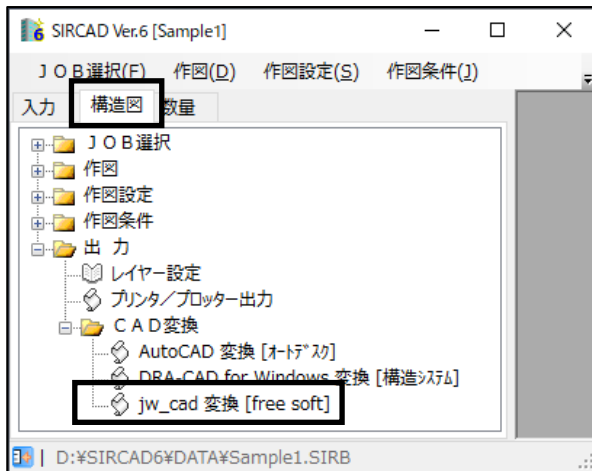 SIRCAD Ver.6 [Sample1]
ＪＯＢ選択(F) 作図(D) 作図設定(S) 作図条件(J)
入力 構造図 数量
ＪＯＢ選択
作図
作図設定
作図条件
出 力
レイヤー設定
プリンタ／プロッター出力
ＣＡＤ変換
AutoCAD 変換 [ｵｰﾄﾃﾞｽｸ]
DRA-CAD for Windows 変換 [構造ｼｽﾃﾑ]
jw_cad 変換 [free soft]
D:¥SIRCAD6¥DATA¥Sample1.SIRB